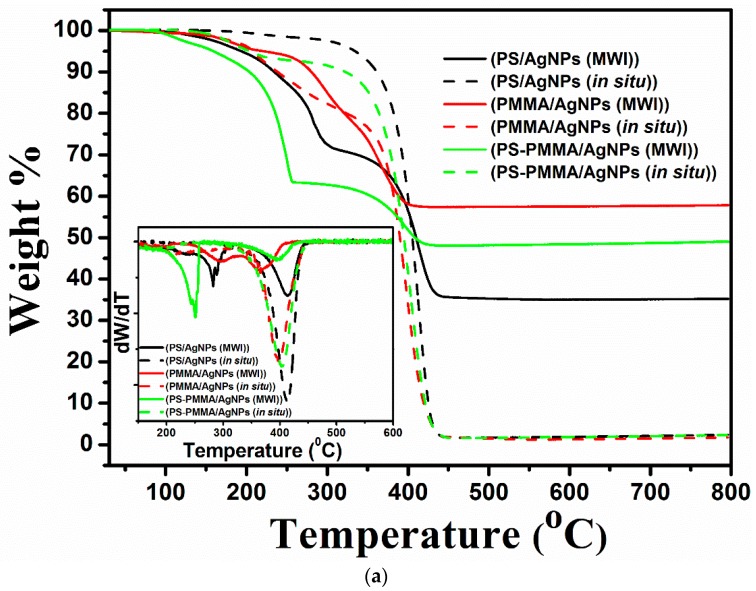 100
90
80
70
60
50
40
30
20
10
0
Weight %
(PS/AgNPs (MWI))
(PS/AgNPs (in situ))
(PMMA/AgNPs (MWI))
(PMMA/AgNPs (in situ))
(PS-PMMA/AgNPs (MWI))
(PS-PMMA/AgNPs (in situ))
dW/dT
(PS/AgNPs (MWI))
(PS/AgNPs (in situ))
(PMMA/AgNPs (MWI))
(PMMA/AgNPs (in situ))
(PS-PMMA/AgNPs (MWI))
(PS-PMMA/AgNPs (in situ))
200 300 400 500 600
Temperature (°C)
100 200 300 400 500 600 700 800
Temperature (°C)
(a)